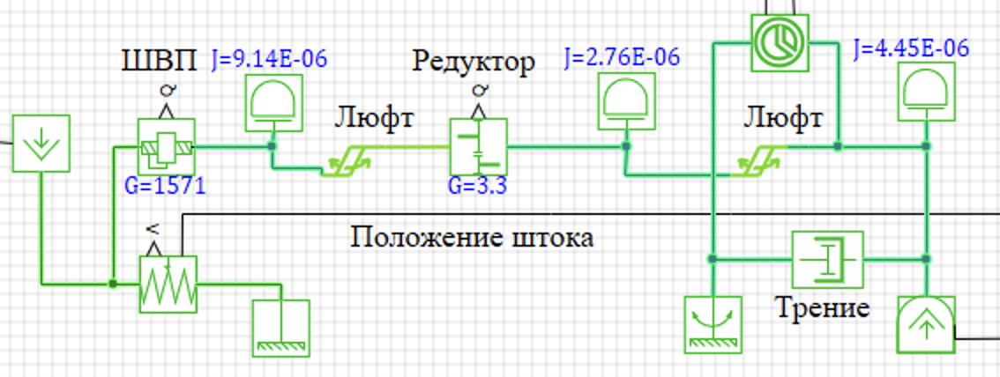 ШВП
J=9.14E-06
Редуктор
J=2.76E-06
J=4.45E-06
Q
Люфт
Q
Люфт
G=1571
G=3.3
<
Положение штока
Трение